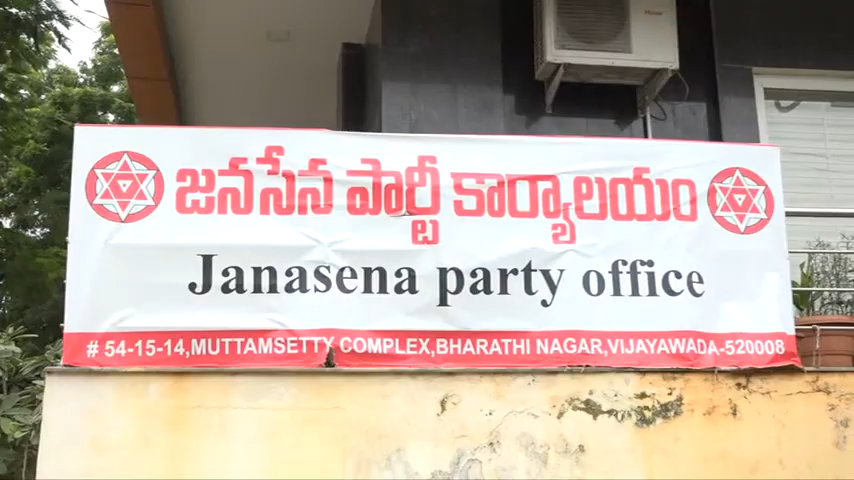 జనసేన పార్టీ కార్యాలయం
Janasena party office
# 54-15-14,MUTTAMSETTY COMPLEX,BHARATHI NAGAR,VIJAYAWADA-520008